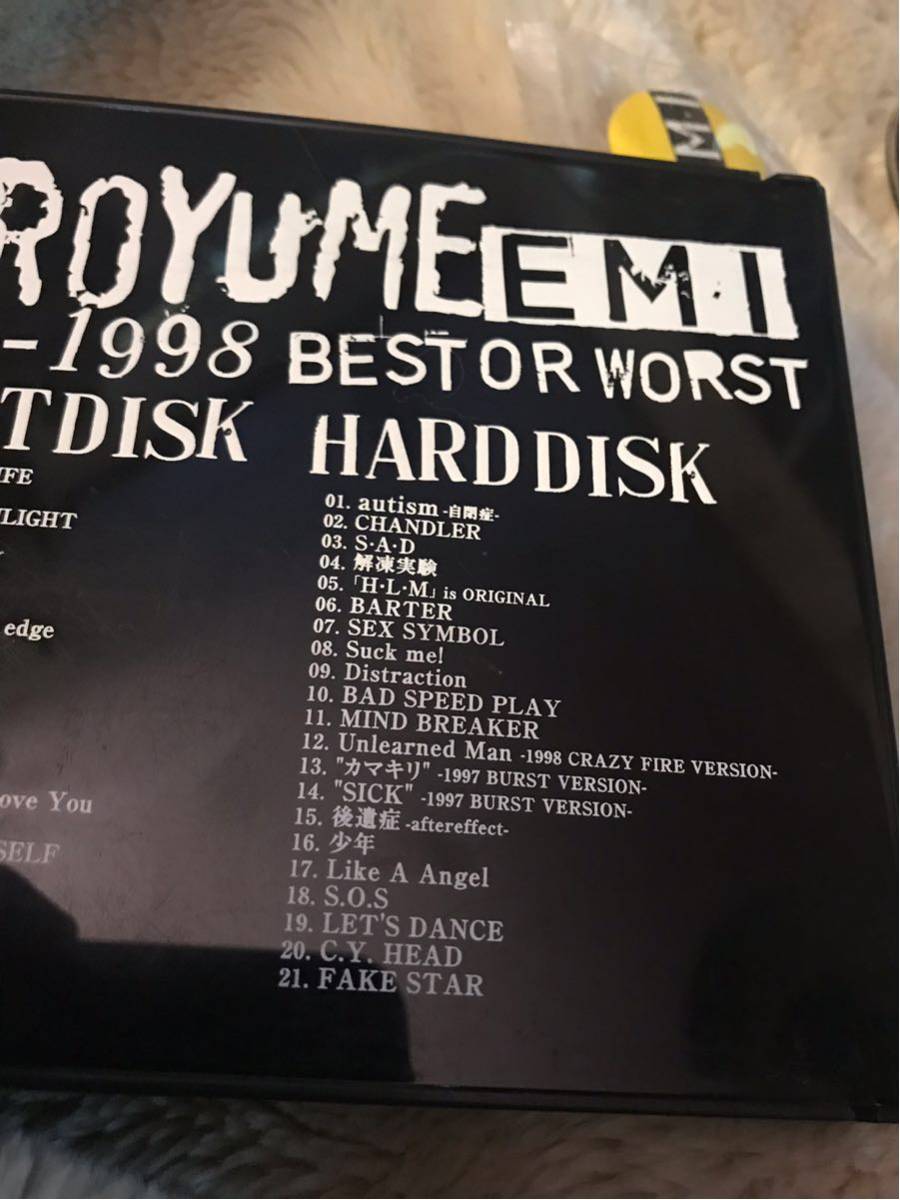 ROYUME EMI
-1998 BEST OR WORST
TDISK
IFE
LIGHT
edge
ove You
SELF
HARD DISK
01. autism -自閉症-
02. CHANDLER
03. S·A·D
04. 解凍実験
05. 「H·L·M」 is ORIGINAL
06. BARTER
07. SEX SYMBOL
08. Suck me!
09. Distraction
10. BAD SPEED PLAY
11. MIND BREAKER
12. Unlearned Man -1998 CRAZY FIRE VERSION-
13. "カマキリ" -1997 BURST VERSION-
14. "SICK" -1997 BURST VERSION-
15. 後遺症 -aftereffect-
16. 少年
17. Like A Angel
18. S.O.S
19. LET'S DANCE
20. C.Y. HEAD
21. FAKE STAR